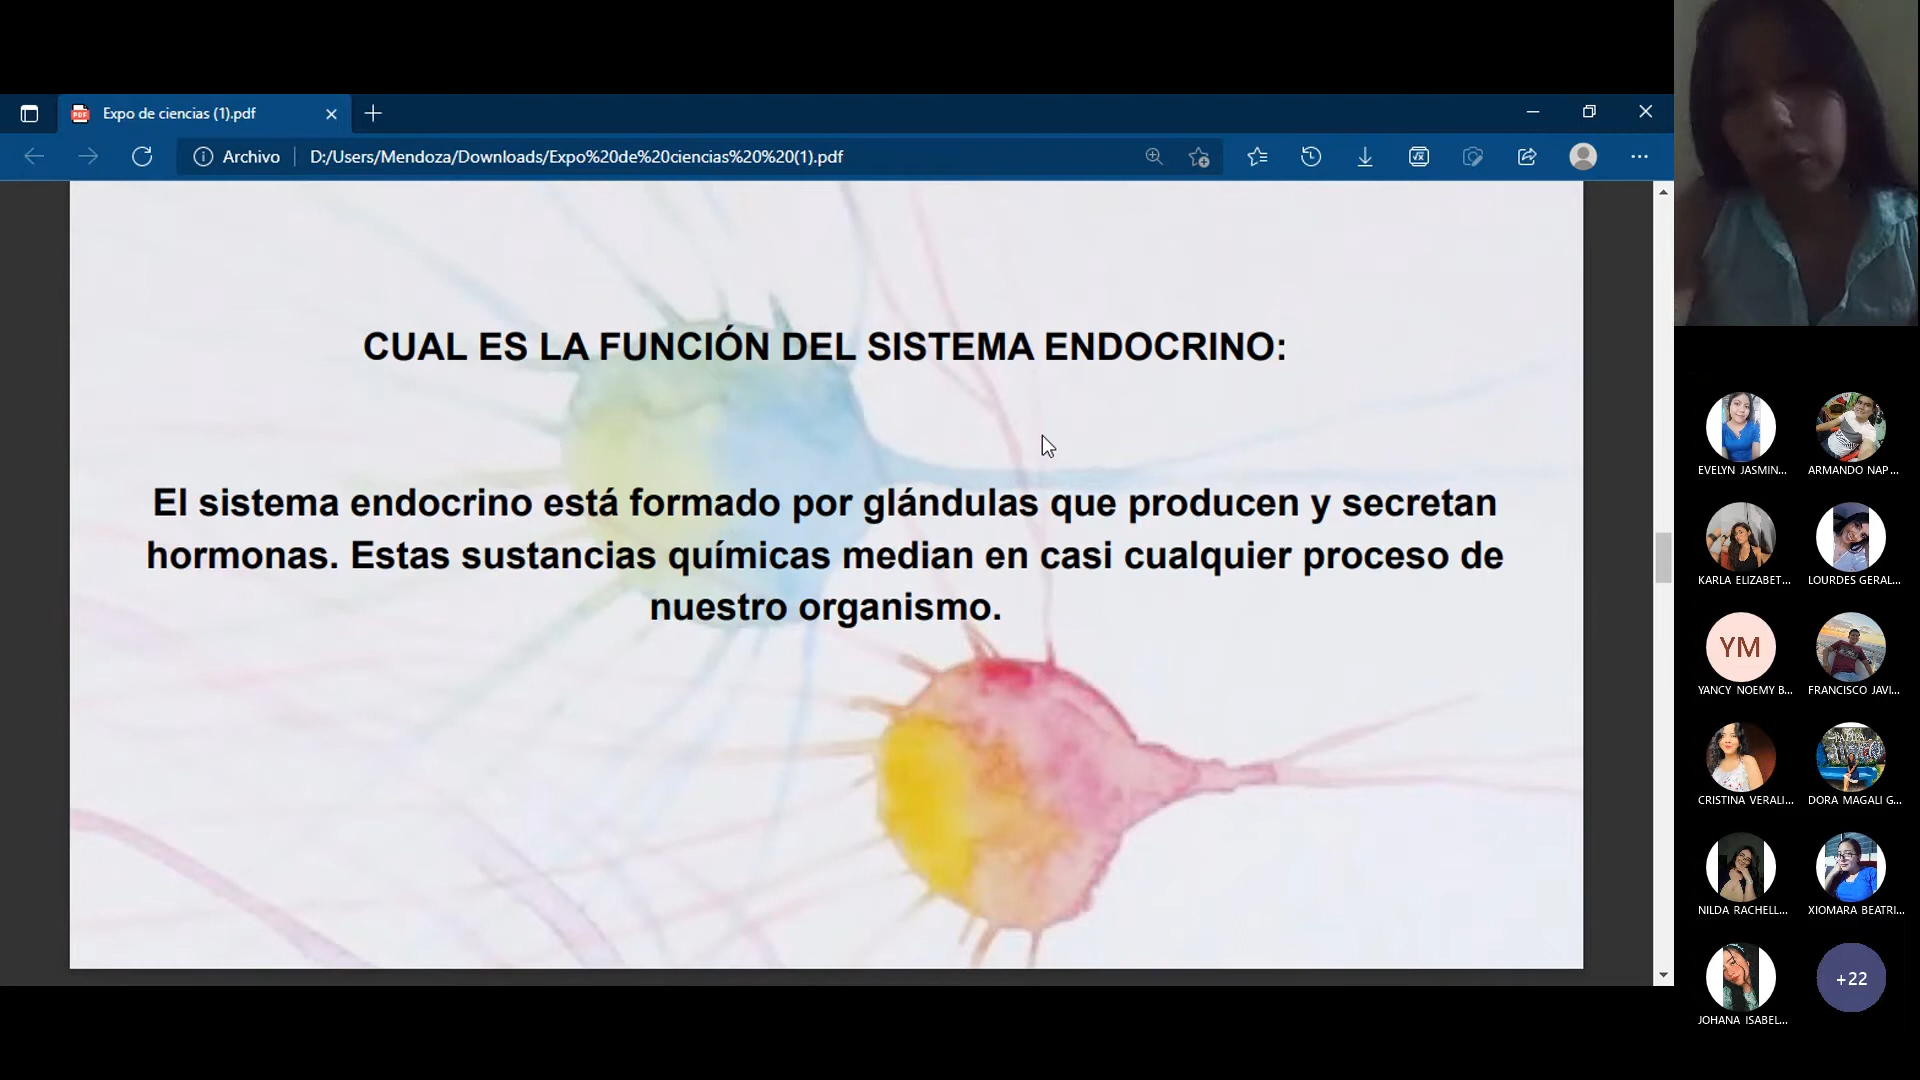 Expo de ciencias (1).pdf
Archivo
D:/Users/Mendoza/Downloads/Expo%20de%20ciencias%20%20(1).pdf
CUAL ES LA FUNCIÓN DEL SISTEMA ENDOCRINO:
El sistema endocrino está formado por glándulas que producen y secretan
hormonas. Estas sustancias químicas median en casi cualquier proceso de
nuestro organismo.
EVELYN JASMIN...
ARMANDO NAP...
KARLA ELIZABET...
LOURDES GERAL...
YM
YANCY NOEMY B...
FRANCISCO JAVI...
CRISTINA VERALI...
DORA MAGALI G...
NILDA RACHELL...
XIOMARA BEATRI...
JOHANA ISABEL...
+22